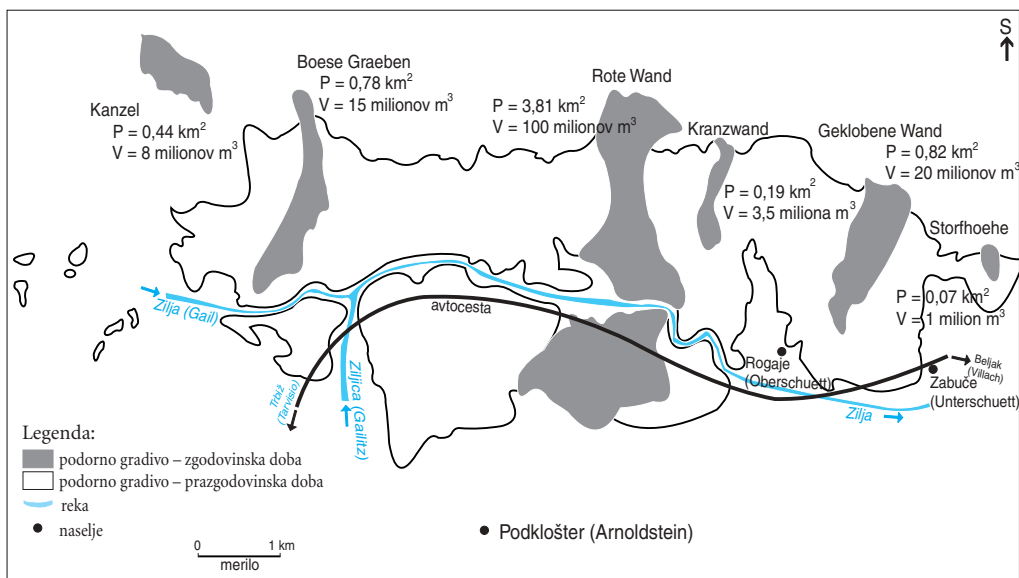 S
Kanzel
P = 0,44 km²
V = 8 milionov m³
Boese Graeben
P = 0,78 km²
V = 15 milionov m³
Rote Wand
P = 3,81 km²
V = 100 milionov m³
Kranzwand
P = 0,19 km²
V = 3,5 miliona m³
Geklobene Wand
P = 0,82 km²
V = 20 milionov m³
Storfhoehe
P = 0,07 km²
V = 1 milion m³
Zilja (Gail)
avtocesta
Trbiž
(Tarvisio)
Ziljica (Gailitz)
Rogaje
(Oberschuett)
Beljak
(Villach)
Zabuče
(Unterschuett)
Zilja
Legenda:
podorno gradivo – zgodovinska doba
podorno gradivo – prazgodovinska doba
reka
naselje
0 1 km
merilo
Podklošter (Arnoldstein)